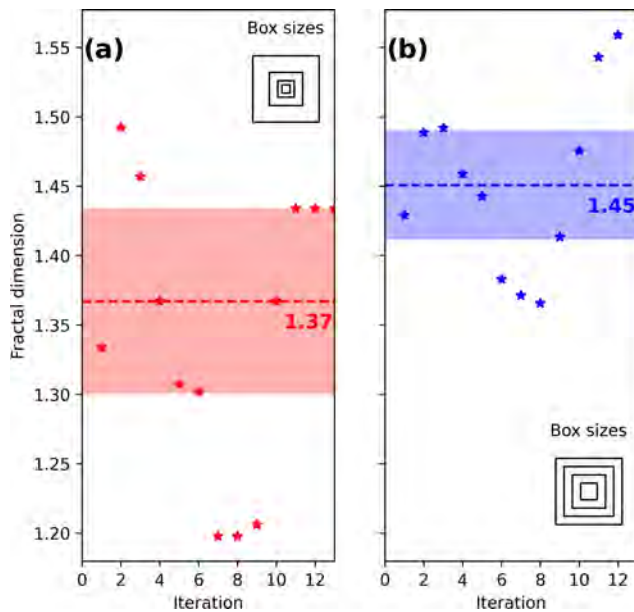 (a)
Box sizes
1.37
Fractal dimension
1.55
1.50
1.45
1.40
1.35
1.30
1.25
1.20
0 2 4 6 8 10 12
Iteration
(b)
1.45
Box sizes
0 2 4 6 8 10 12
Iteration